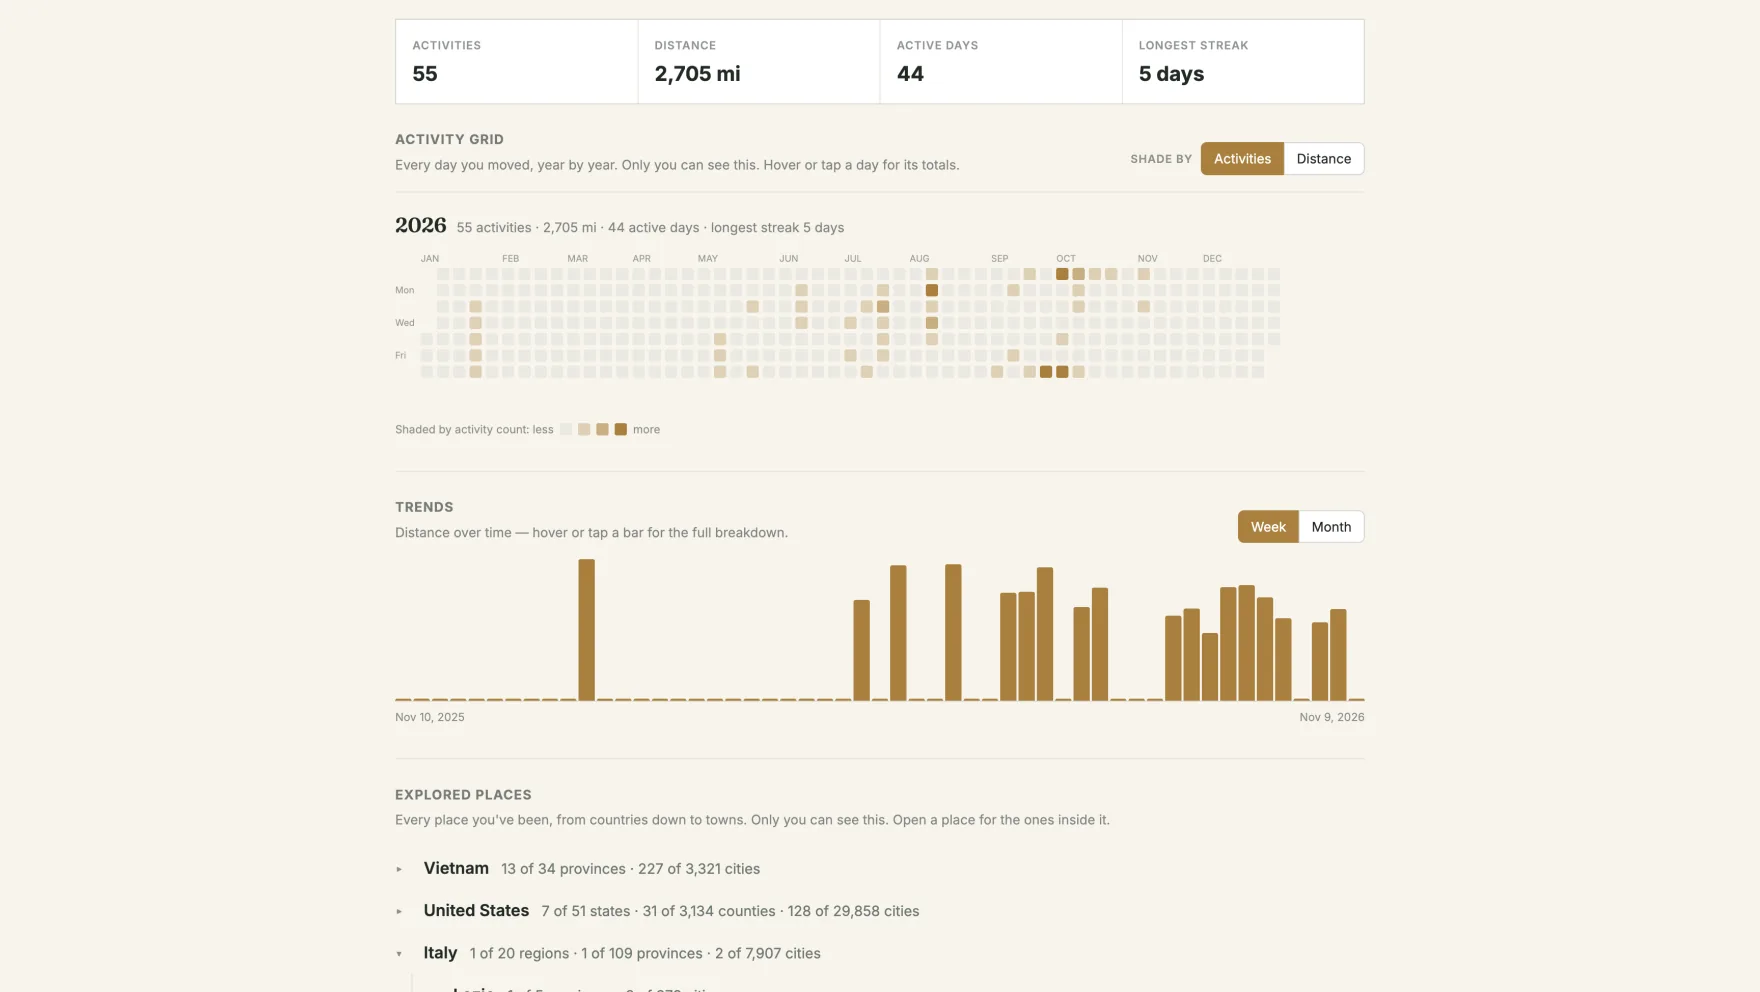 ACTIVITIES
55
DISTANCE
2,705 mi
ACTIVE DAYS
44
LONGEST STREAK
5 days
ACTIVITY GRID
Every day you moved, year by year. Only you can see this. Hover or tap a day for its totals.
SHADE BY Activities Distance
2026 55 activities · 2,705 mi · 44 active days · longest streak 5 days
JAN FEB MAR APR MAY JUN JUL AUG SEP OCT NOV DEC
Mon
Wed
Fri
Shaded by activity count: less more
TRENDS
Distance over time — hover or tap a bar for the full breakdown.
Week Month
Nov 10, 2025 Nov 9, 2026
EXPLORED PLACES
Every place you've been, from countries down to towns. Only you can see this. Open a place for the ones inside it.
Vietnam 13 of 34 provinces · 227 of 3,321 cities
United States 7 of 51 states · 31 of 3,134 counties · 128 of 29,858 cities
Italy 1 of 20 regions · 1 of 109 provinces · 2 of 7,907 cities